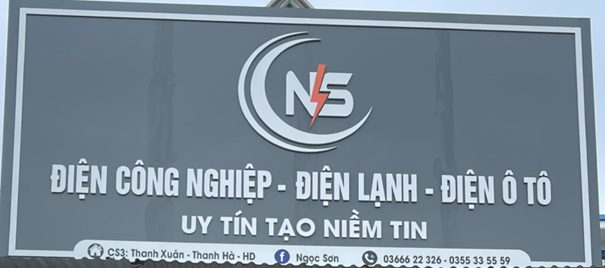 NS
ĐIỆN CÔNG NGHIỆP - ĐIỆN LẠNH - ĐIỆN Ô TÔ
UY TÍN TẠO NIỀM TIN
CS3: Thanh Xuân - Thanh Hà - HD Ngọc Sơn 03666 22 326 - 0355 33 55 59